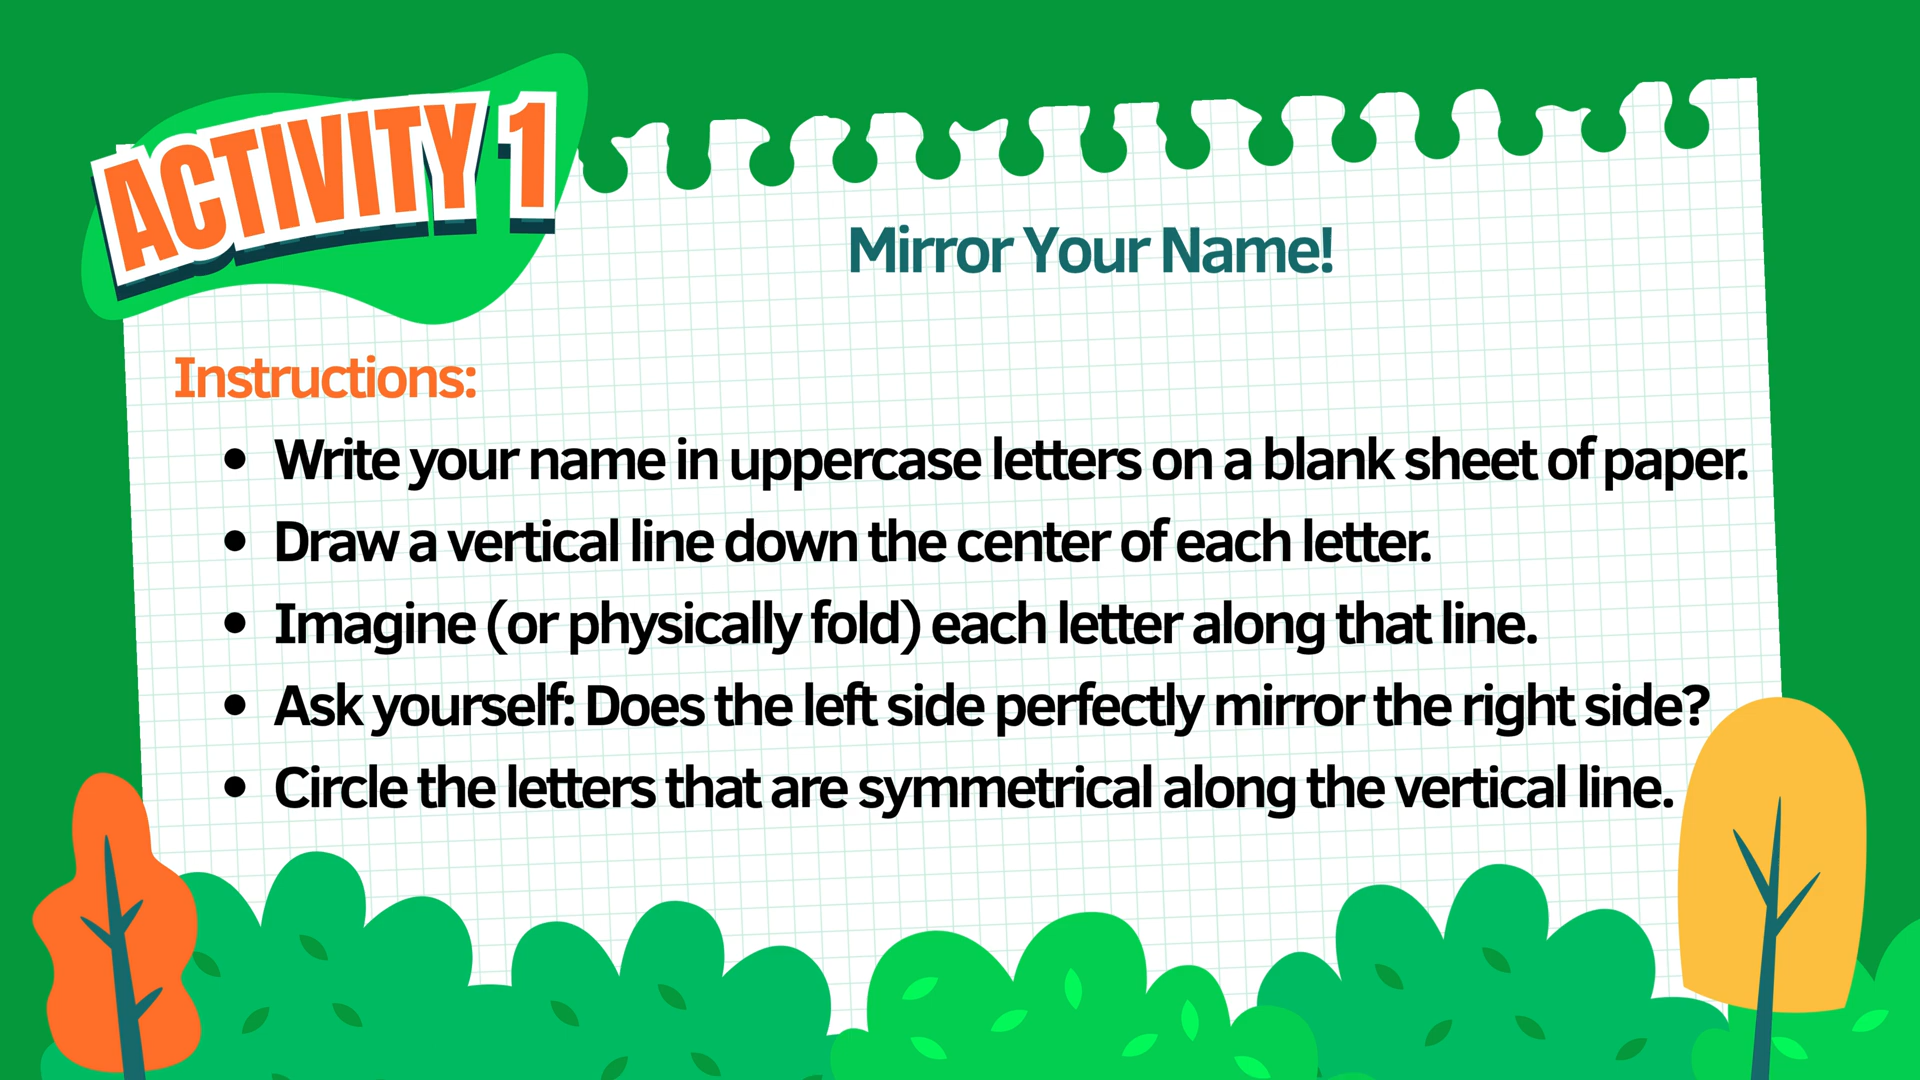 ACTIVITY 1
Mirror Your Name!
Instructions:
• Write your name in uppercase letters on a blank sheet of paper.
• Draw a vertical line down the center of each letter.
• Imagine (or physically fold) each letter along that line.
• Ask yourself: Does the left side perfectly mirror the right side?
• Circle the letters that are symmetrical along the vertical line.